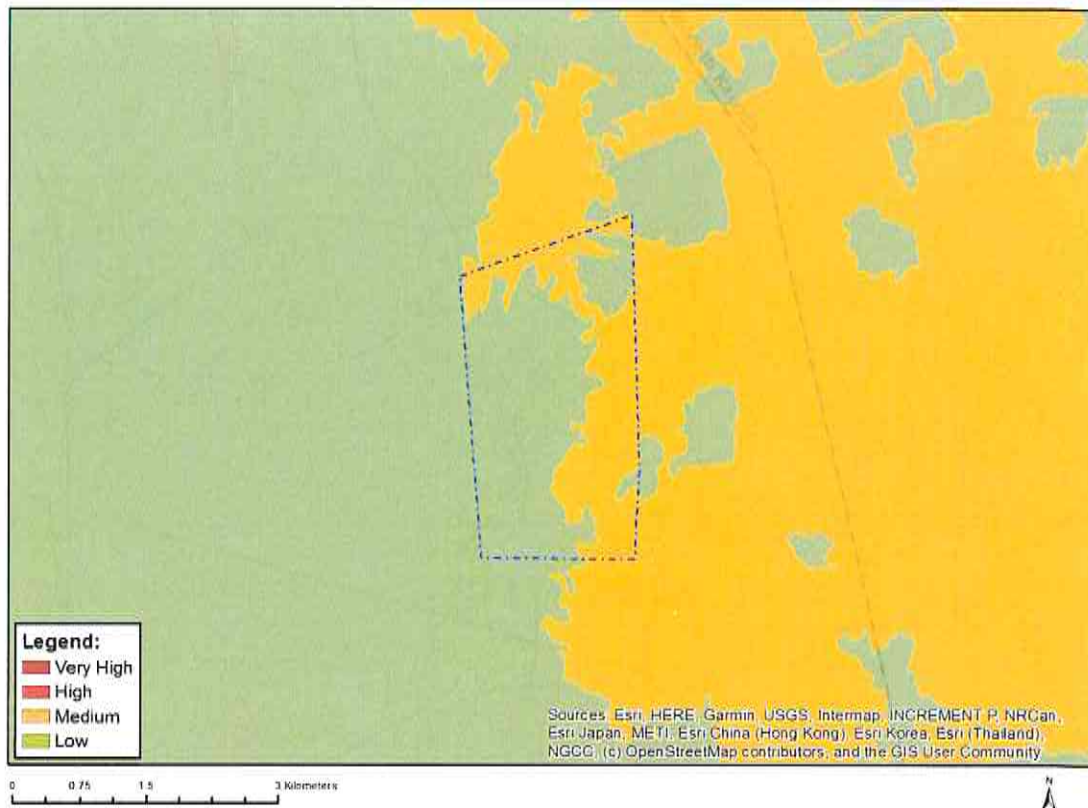 Legend:
Very High
High
Medium
Low
Sources: Esri, HERE, Garmin, USGS, Intermap, INCREMENT P, NRCan,
Esri Japan, METI, Esri China (Hong Kong), Esri Korea, Esri (Thailand),
NGCC, (c) OpenStreetMap contributors, and the GIS User Community
0 0.75 1.5 3 Kilometers
N